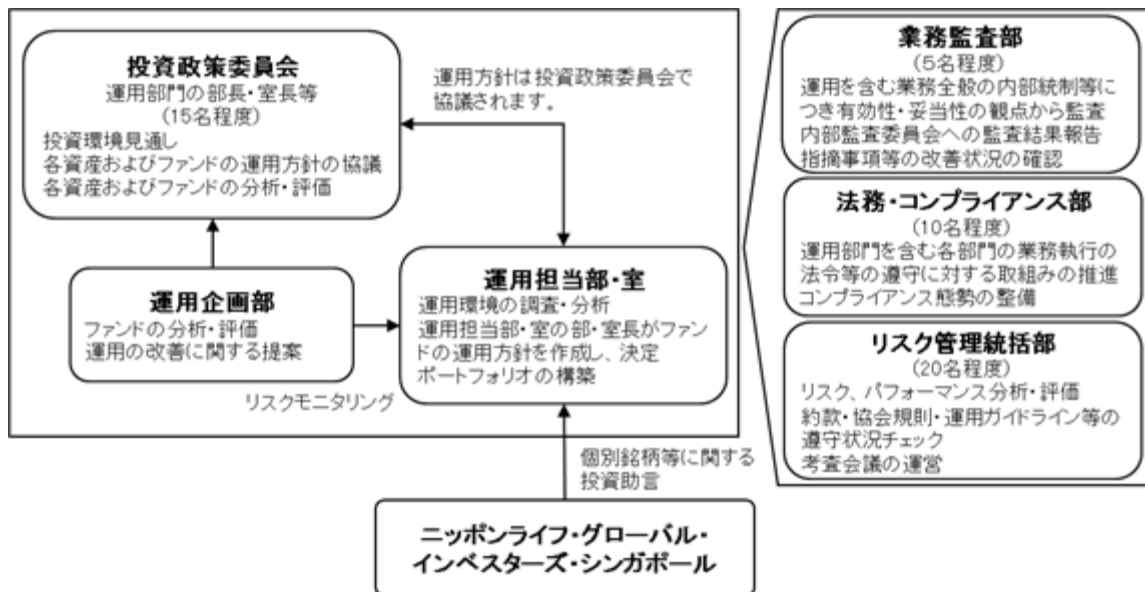 投資政策委員会
運用部門の部長・室長等
(15名程度)
投資環境見通し
各資産およびファンドの運用方針の協議
各資産およびファンドの分析・評価
運用方針は投資政策委員会で
協議されます。
運用企画部
ファンドの分析・評価
運用の改善に関する提案
リスクモニタリング
運用担当部・室
運用環境の調査・分析
運用担当部・室の部・室長がファン
ドの運用方針を作成し、決定
ポートフォリオの構築
個別銘柄等に関する
投資助言
ニッポンライフ・グローバル・
インベスターズ・シンガポール
業務監査部
(5名程度)
運用を含む業務全般の内部統制等に
つき有効性・妥当性の観点から監査
内部監査委員会への監査結果報告
指摘事項等の改善状況の確認
法務・コンプライアンス部
(10名程度)
運用部門を含む各部門の業務執行の
法令等の遵守に対する取組みの推進
コンプライアンス態勢の整備
リスク管理統括部
(20名程度)
リスク、パフォーマンス分析・評価
約款・協会規則・運用ガイドライン等の
遵守状況チェック
考査会議の運営